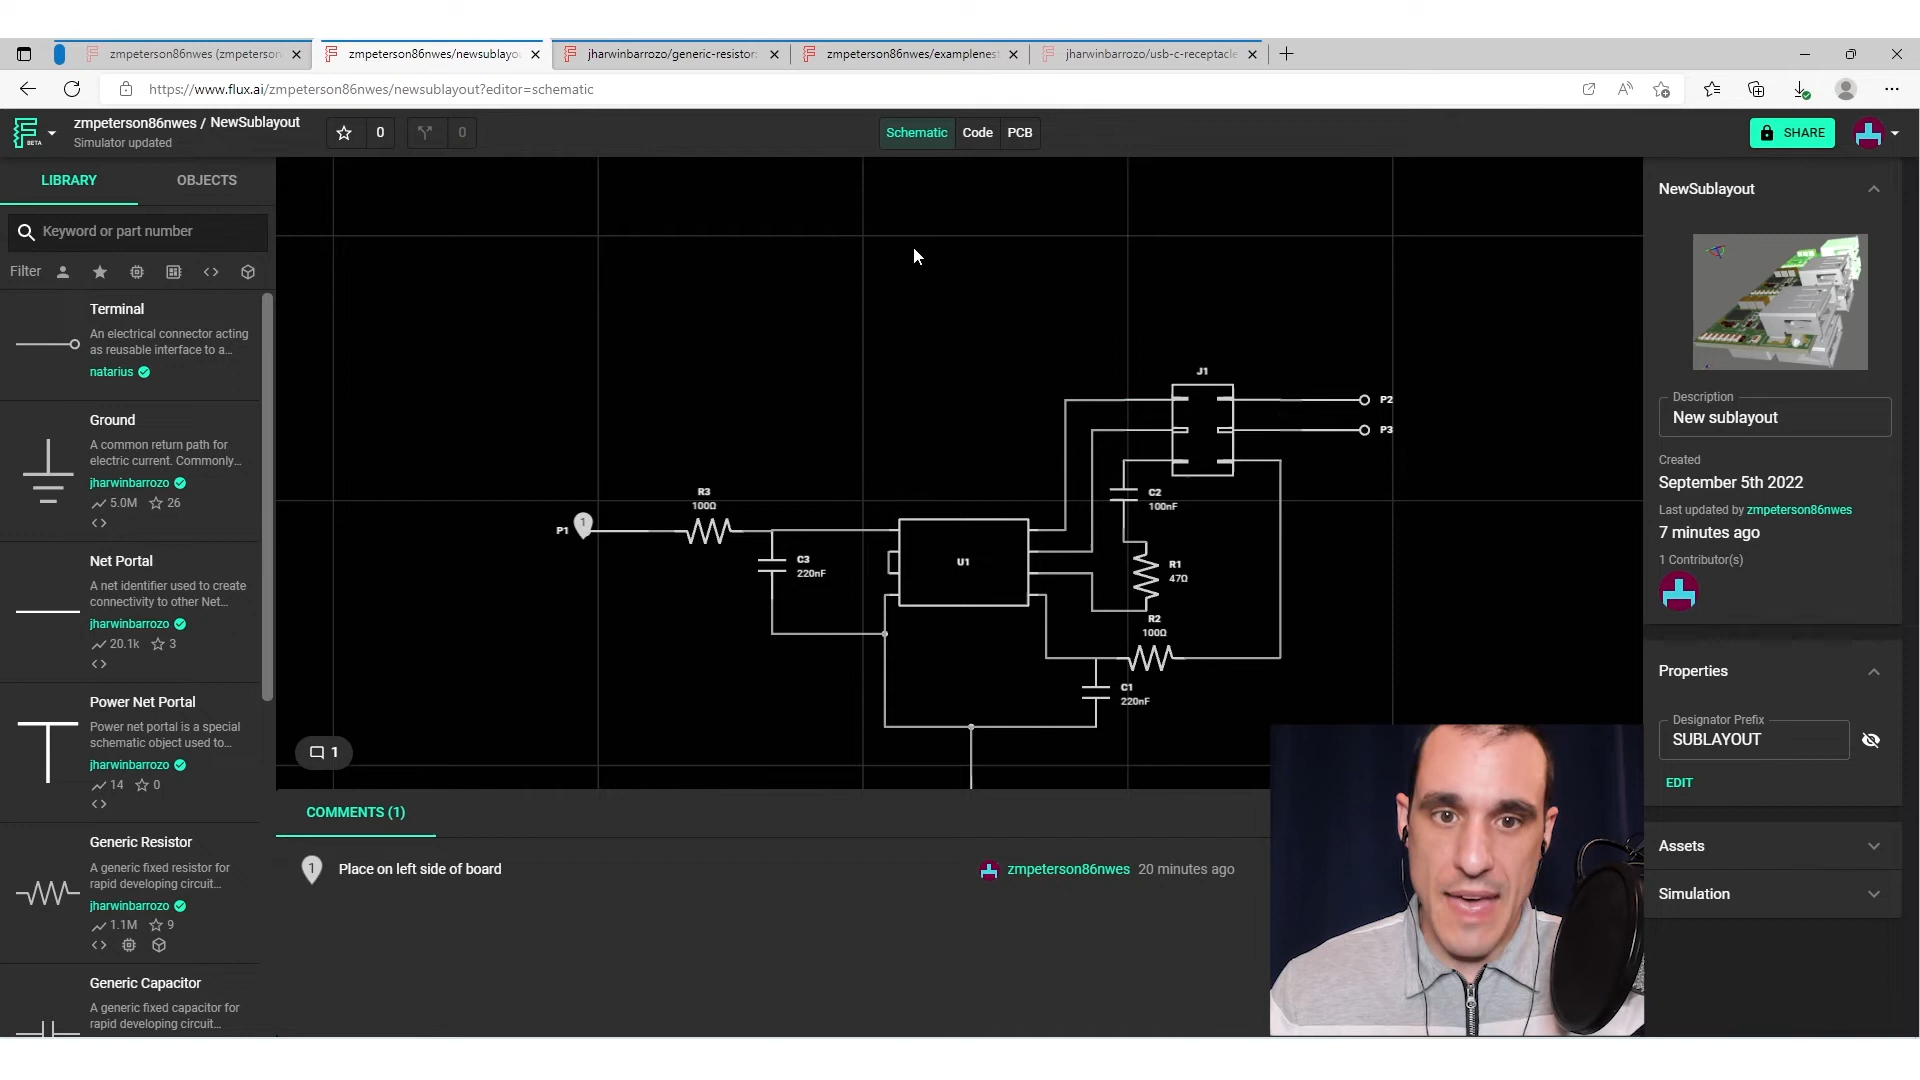 zmpeterson86nwes (zmpeterson
zmpeterson86nwes/newsublayo
jharwinbarrozo/generic-resistor:
zmpeterson86nwes/examplenest
jharwinbarrozo/usb-c-receptacle
https://www.flux.ai/zmpeterson86nwes/newsublayout?editor=schematic
BETA
zmpeterson86nwes / NewSublayout
Simulator updated
0
0
Schematic
Code
PCB
SHARE
LIBRARY
OBJECTS
Keyword or part number
Filter
Terminal
An electrical connector acting
as reusable interface to a...
natarius
Ground
A common return path for
electric current. Commonly...
jharwinbarrozo
5.0M
26
Net Portal
A net identifier used to create
connectivity to other Net...
jharwinbarrozo
20.1k
3
Power Net Portal
Power net portal is a special
schematic object used to...
jharwinbarrozo
14
0
Generic Resistor
A generic fixed resistor for
rapid developing circuit...
jharwinbarrozo
1.1M
9
Generic Capacitor
A generic fixed capacitor for
rapid developing circuit...
J1
P2
P3
C2
100nF
R3
100Ω
P1
1
C3
220nF
U1
R1
47Ω
R2
100Ω
C1
220nF
1
COMMENTS (1)
1
Place on left side of board
zmpeterson86nwes 20 minutes ago
NewSublayout
Description
New sublayout
Created
September 5th 2022
Last updated by zmpeterson86nwes
7 minutes ago
1 Contributor(s)
Properties
Designator Prefix
SUBLAYOUT
EDIT
Assets
Simulation